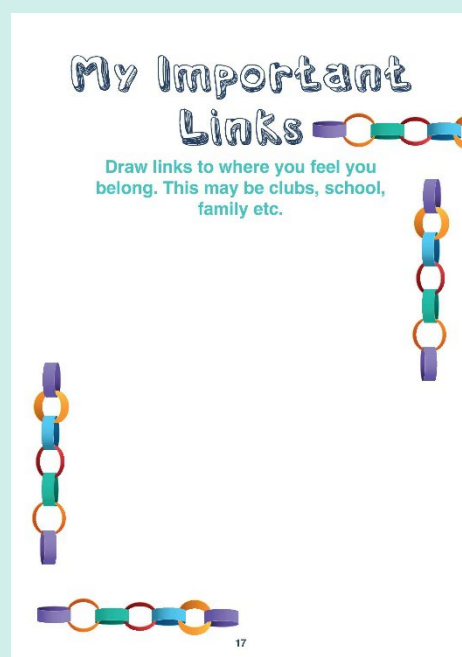 My Important
Links
Draw links to where you feel you
belong. This may be clubs, school,
family etc.
17